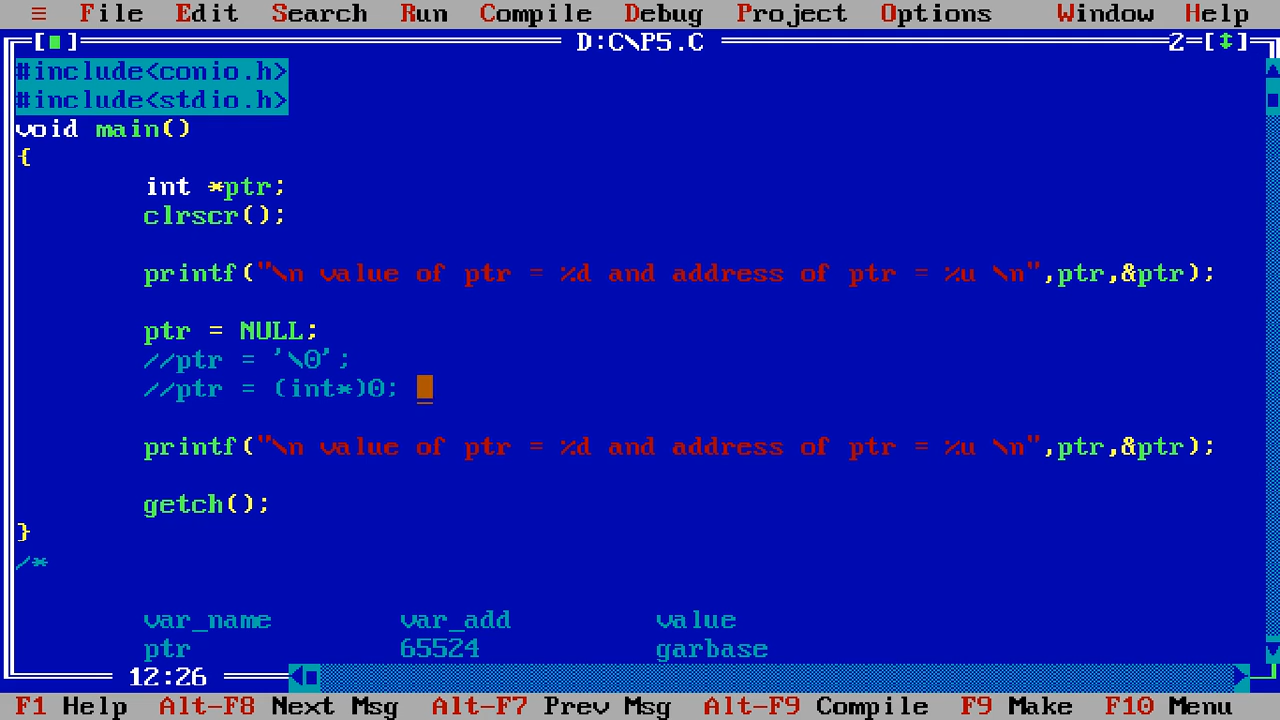 ≡ File Edit Search Run Compile Debug Project Options Window Help
[■] D:C\P5.C 2=[↕]
#include<conio.h>
#include<stdio.h>
void main()
{
int *ptr;
clrscr();
printf("\n value of ptr = %d and address of ptr = %u \n",ptr,&ptr);
ptr = NULL;
//ptr = '\0';
//ptr = (int*)0;
printf("\n value of ptr = %d and address of ptr = %u \n",ptr,&ptr);
getch();
}
/*
var_name var_add value
ptr 65524 garbase
12:26
F1 Help Alt-F8 Next Msg Alt-F7 Prev Msg Alt-F9 Compile F9 Make F10 Menu